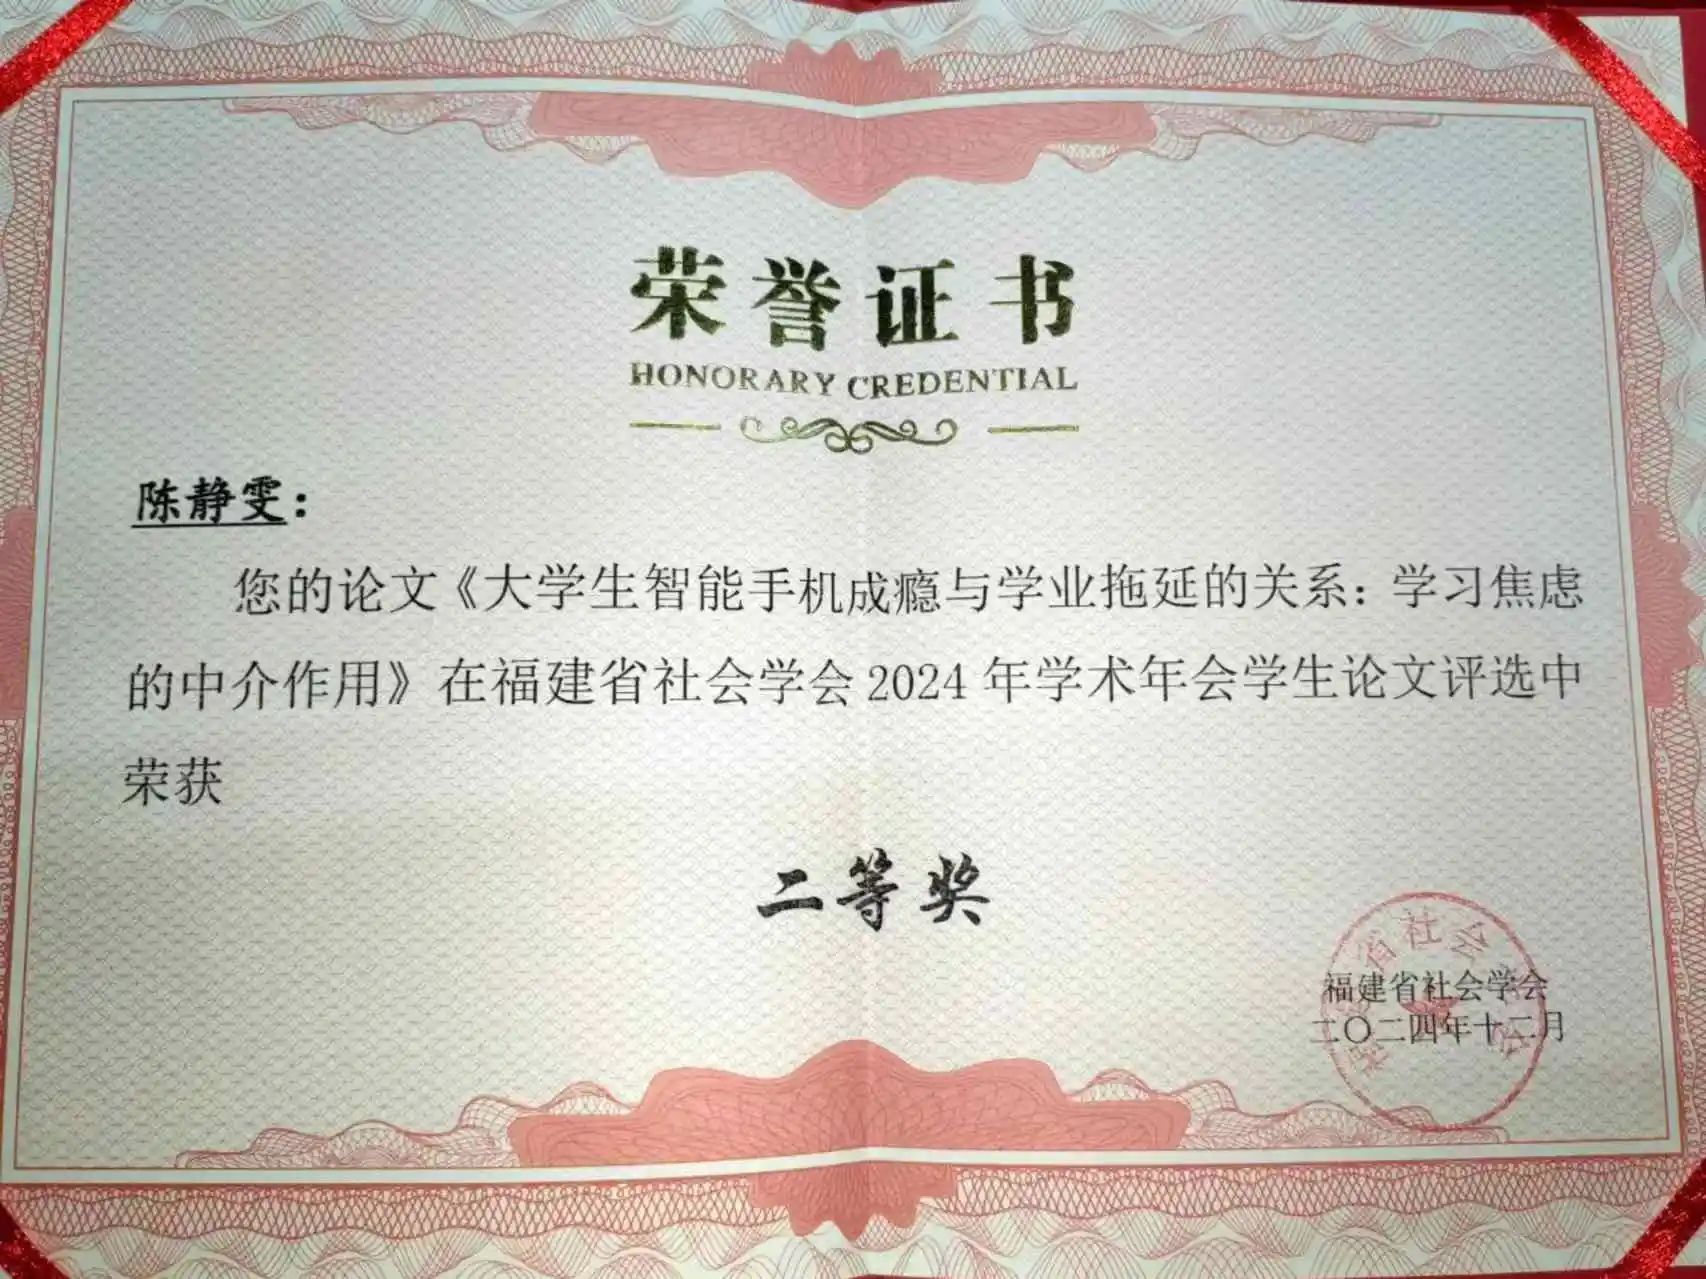 荣誉证书
HONORARY CREDENTIAL
陈静雯：
您的论文《大学生智能手机成瘾与学业拖延的关系：学习焦虑
的中介作用》在福建省社会学会2024年学术年会学生论文评选中
荣获
二等奖
省社会
福建省社会学会
二〇二四年十二月